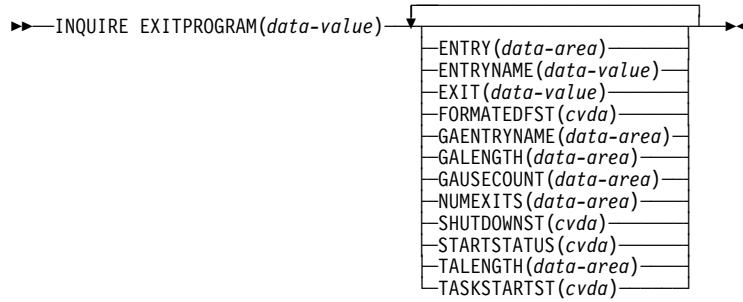 INQUIRE EXITPROGRAM(data-value)
ENTRY(data-area)
ENTRYNAME(data-value)
EXIT(data-value)
FORMATEDFST(cvda)
GAENTRYNAME(data-area)
GALENGTH(data-area)
GAUSECOUNT(data-area)
NUMEXITS(data-area)
SHUTDOWNST(cvda)
STARTSTATUS(cvda)
TALENGTH(data-area)
TASKSTARTST(cvda)